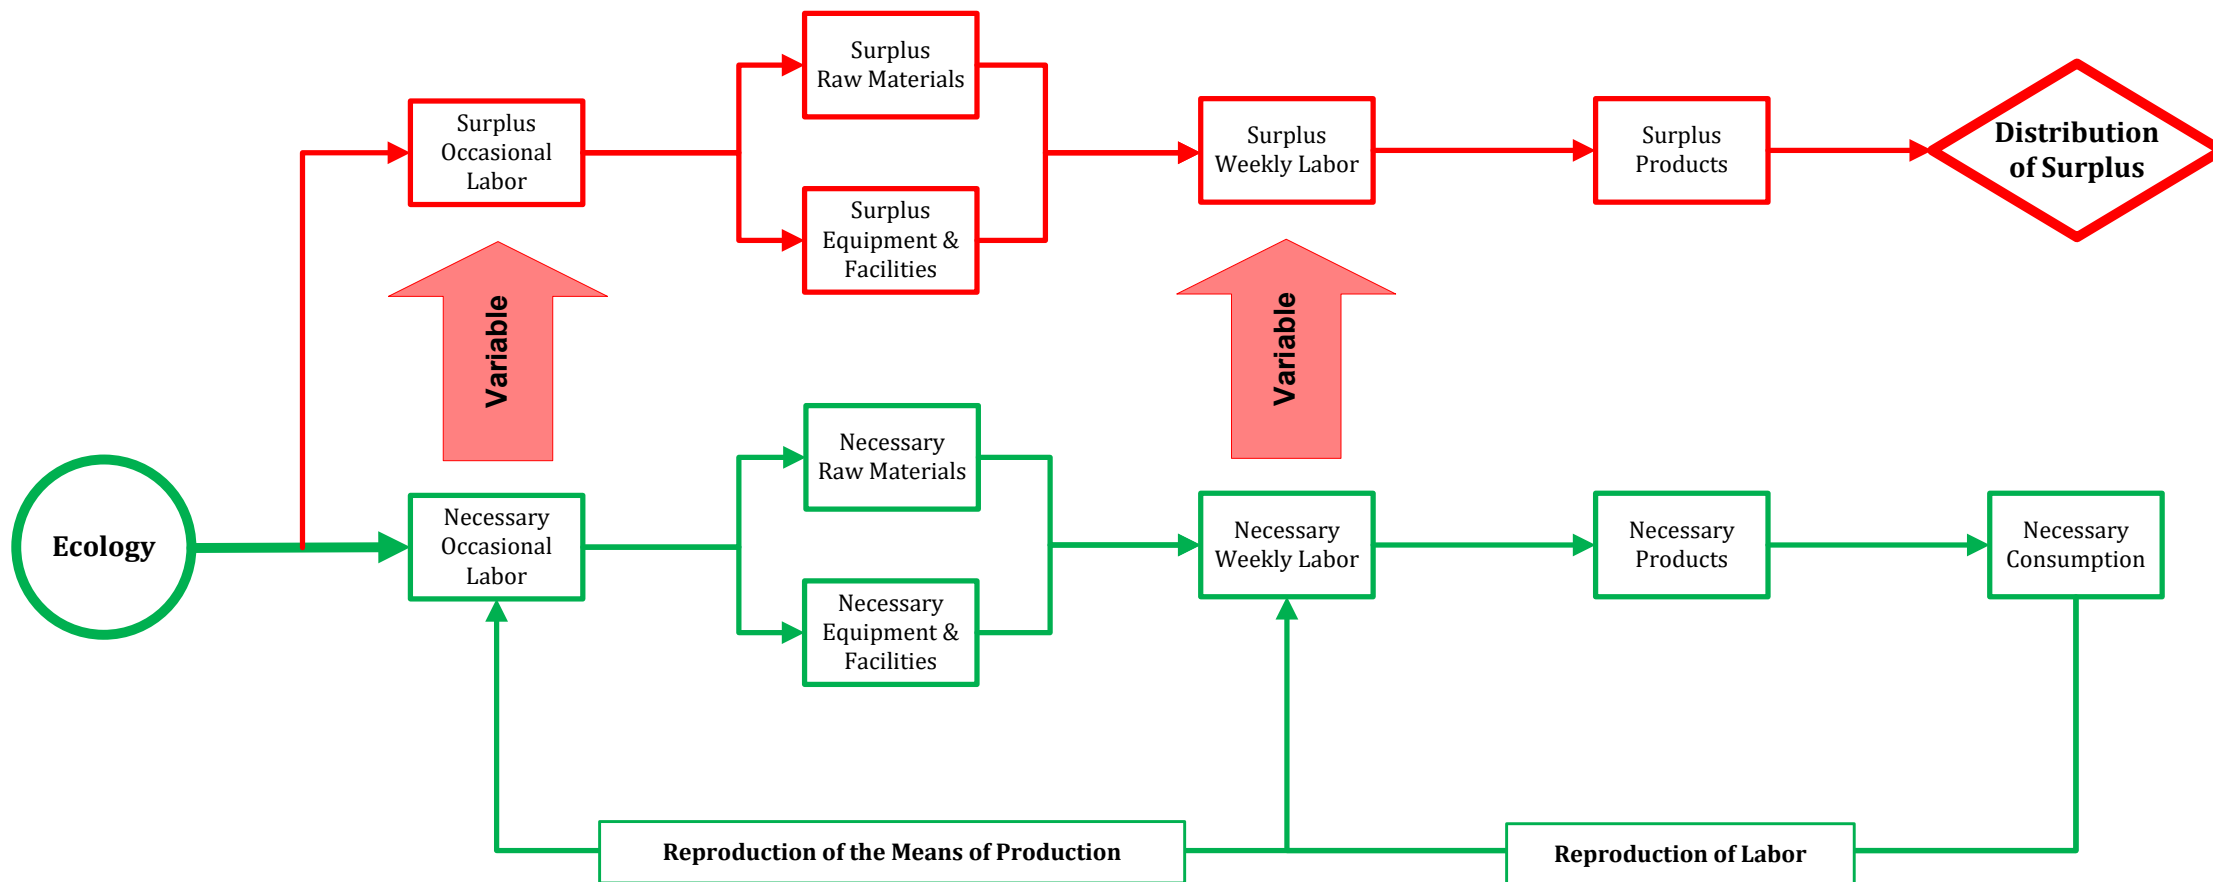 Surplus
Raw Materials
Surplus
Occasional
Labor
Surplus
Equipment &
Facilities
Surplus
Weekly Labor
Surplus
Products
Distribution
of Surplus
Variable
Variable
Ecology
Necessary
Occasional
Labor
Necessary
Raw Materials
Necessary
Equipment &
Facilities
Necessary
Weekly Labor
Necessary
Products
Necessary
Consumption
Reproduction of the Means of Production
Reproduction of Labor